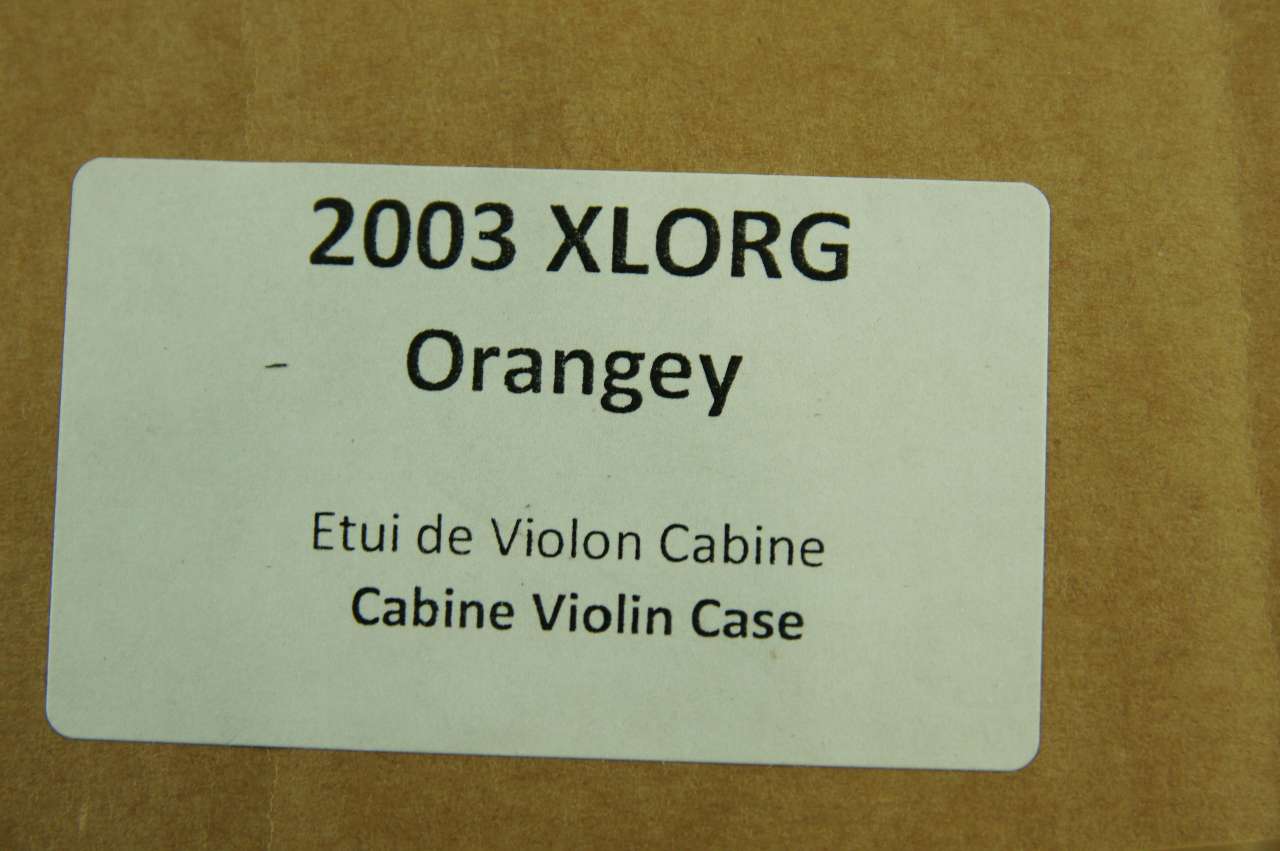 2003 XLORG
Orangey
Etui de Violon Cabine
Cabine Violin Case